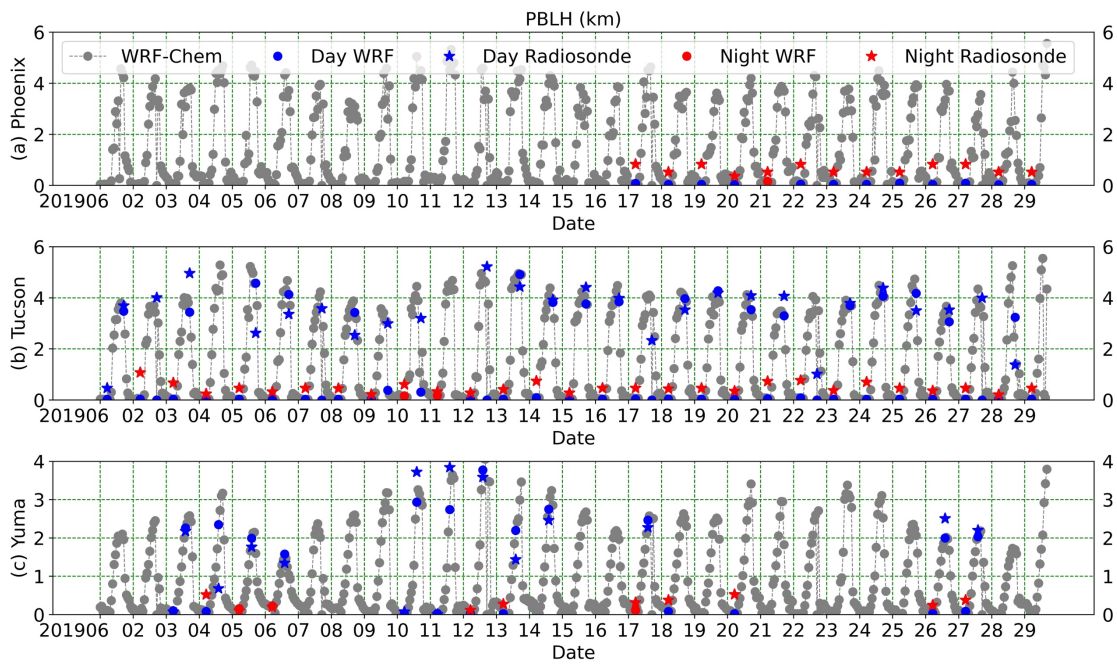 PBLH (km)
WRF-Chem Day WRF Day Radiosonde Night WRF Night Radiosonde
(a) Phoenix
6 6
4 4
2 2
0 0
201906 02 03 04 05 06 07 08 09 10 11 12 13 14 15 16 17 18 19 20 21 22 23 24 25 26 27 28 29
Date
(b) Tucson
6 6
4 4
2 2
0 0
201906 02 03 04 05 06 07 08 09 10 11 12 13 14 15 16 17 18 19 20 21 22 23 24 25 26 27 28 29
Date
(c) Yuma
4 4
3 3
2 2
1 1
0 0
201906 02 03 04 05 06 07 08 09 10 11 12 13 14 15 16 17 18 19 20 21 22 23 24 25 26 27 28 29
Date